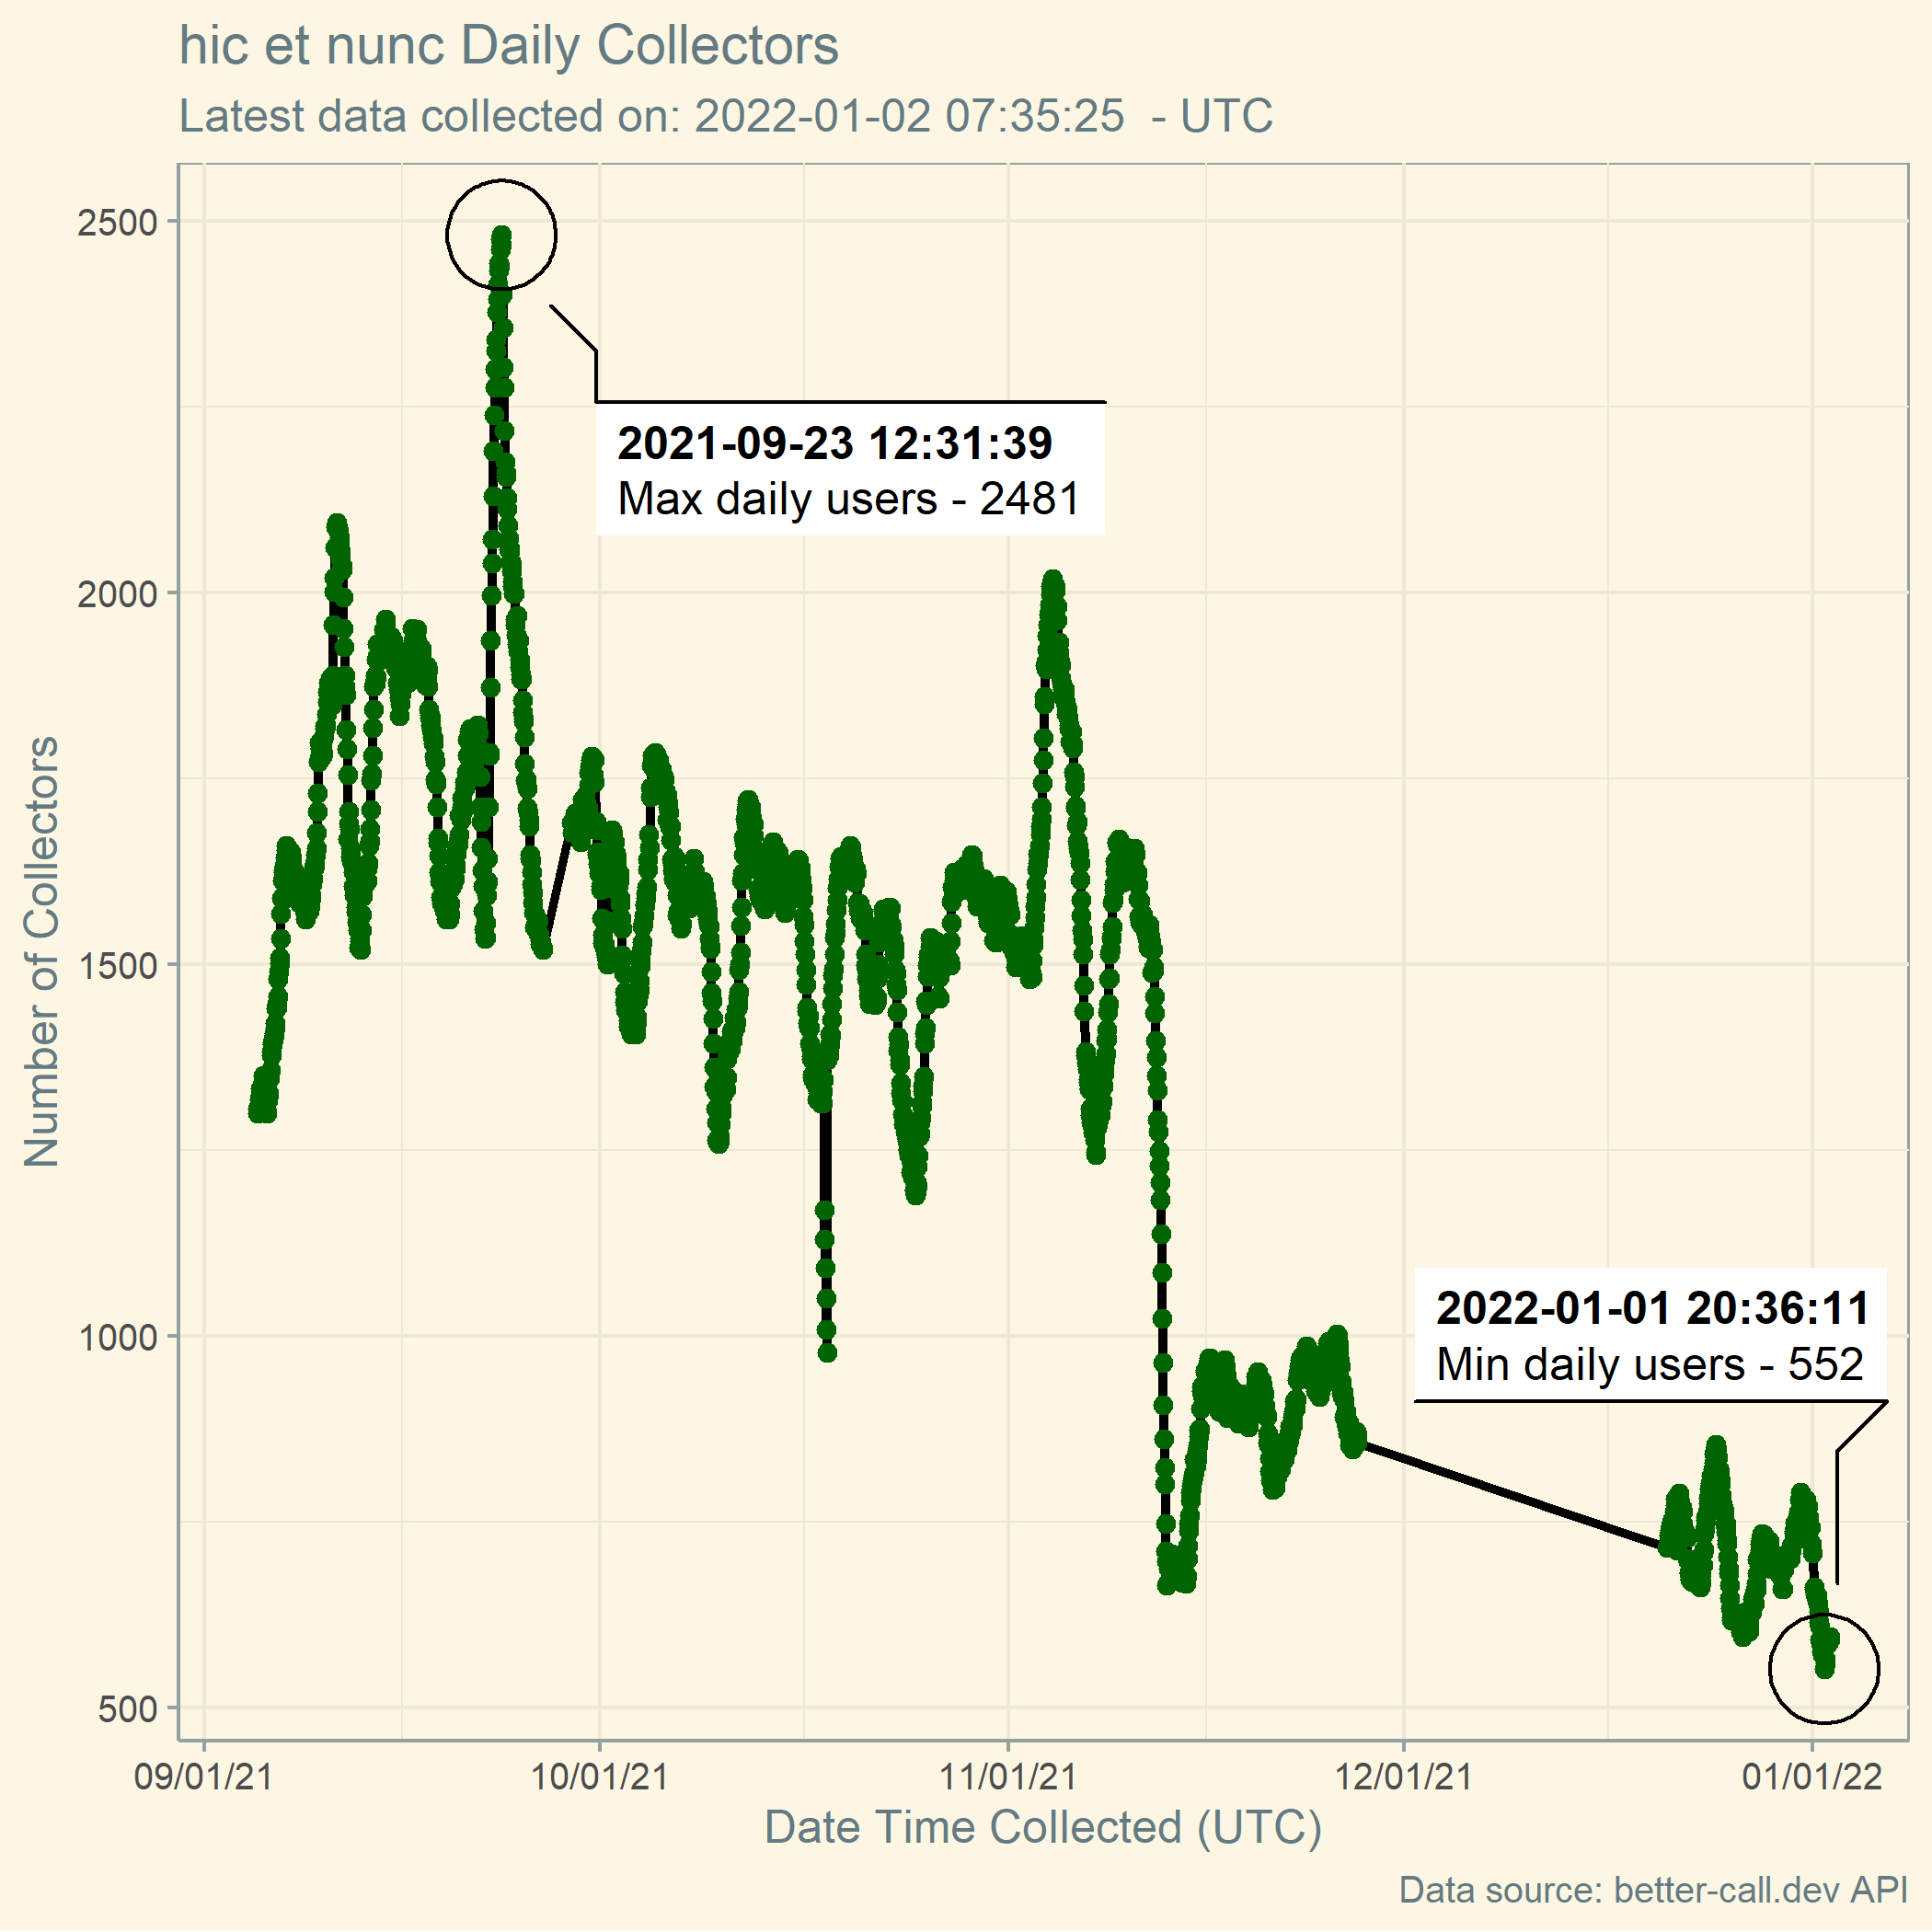 hic et nunc Daily Collectors
Latest data collected on: 2022-01-02 07:35:25  - UTC
2500
2000
1500
1000
500
Number of Collectors
2021-09-23 12:31:39
Max daily users - 2481
2022-01-01 20:36:11
Min daily users - 552
09/01/21 10/01/21 11/01/21 12/01/21 01/01/22
Date Time Collected (UTC)
Data source: better-call.dev API